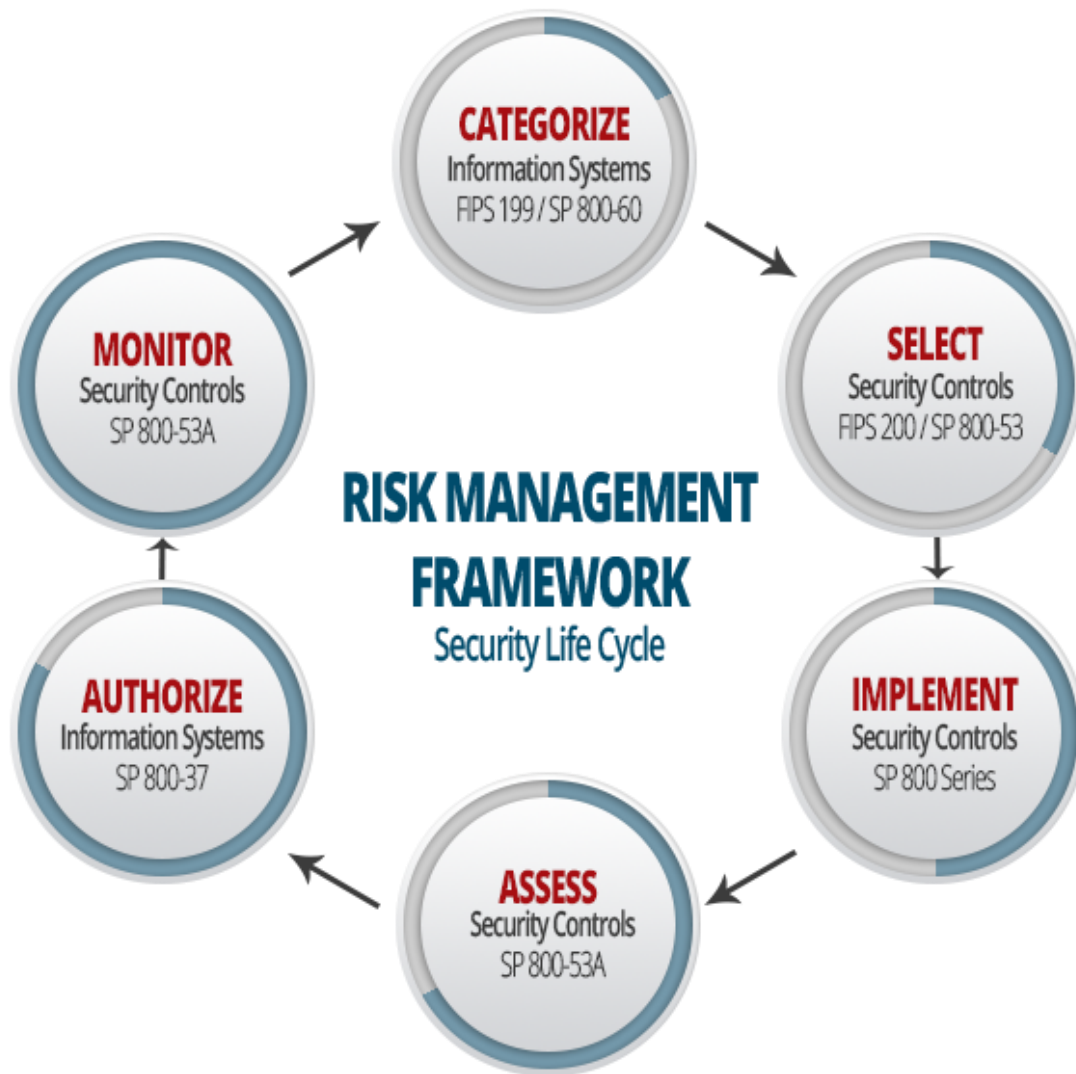 CATEGORIZE
Information Systems
FIPS 199 / SP 800-60
SELECT
Security Controls
FIPS 200 / SP 800-53
IMPLEMENT
Security Controls
SP 800 Series
ASSESS
Security Controls
SP 800-53A
AUTHORIZE
Information Systems
SP 800-37
MONITOR
Security Controls
SP 800-53A
RISK MANAGEMENT
FRAMEWORK
Security Life Cycle